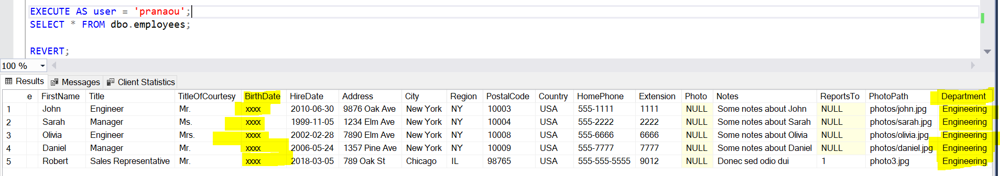 EXECUTE AS user = 'pranaou';
SELECT * FROM dbo.employees;
REVERT;
100 %
Results Messages Client Statistics
e FirstName Title TitleOfCourtesy BirthDate HireDate Address City Region PostalCode Country HomePhone Extension Photo Notes ReportsTo PhotoPath Department
1 John Engineer Mr. xxxx 2010-06-30 9876 Oak Ave New York NY 10003 USA 555-1111 1111 NULL Some notes about John NULL photos/john.jpg Engineering
2 Sarah Manager Ms. xxxx 1999-11-05 1234 Elm Ave New York NY 10004 USA 555-2222 2222 NULL Some notes about Sarah NULL photos/sarah.jpg Engineering
3 Olivia Engineer Mrs. xxxx 2002-02-28 7890 Elm Ave New York NY 10008 USA 555-6666 6666 NULL Some notes about Olivia NULL photos/olivia.jpg Engineering
4 Daniel Manager Mr. xxxx 2006-05-24 1357 Pine Ave New York NY 10009 USA 555-7777 7777 NULL Some notes about Daniel NULL photos/daniel.jpg Engineering
5 Robert Sales Representative Mr. xxxx 2018-03-05 789 Oak St Chicago IL 98765 USA 555-555-5555 9012 NULL Donec sed odio dui 1 photo3.jpg Engineering